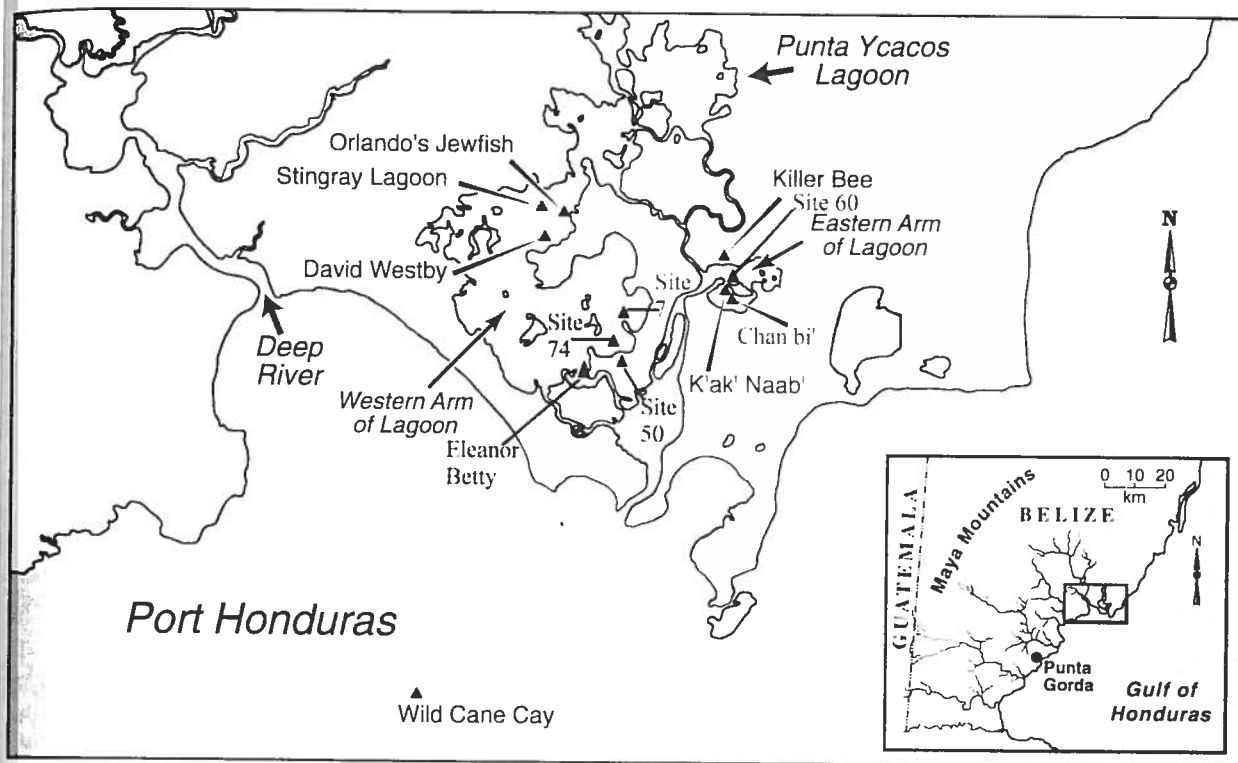 Punta Ycacos
Lagoon
Orlando's Jewfish
Stingray Lagoon
Killer Bee
Site 60
Eastern Arm
of Lagoon
N
David Westby
Site
7
Site
74
Chan bi'
Deep
River
K'ak' Naab'
Western Arm
of Lagoon
Site
50
Eleanor
Betty
Port Honduras
Wild Cane Cay
0 10 20
km
BELIZE
Maya Mountains
GUATEMALA
N
Punta
Gorda
Gulf of
Honduras